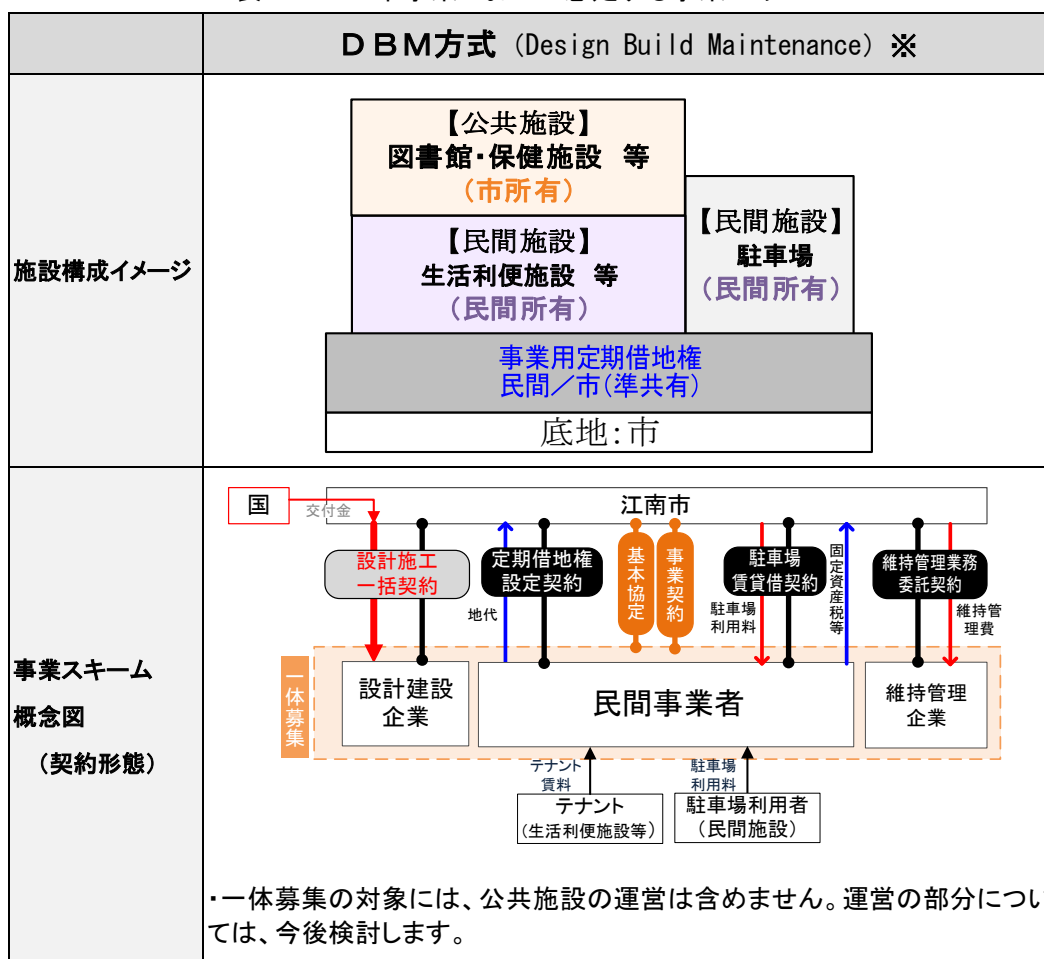 ＤＢＭ方式 (Design Build Maintenance) ※
施設構成イメージ
【公共施設】
図書館・保健施設 等
（市所有）
【民間施設】
生活利便施設 等
（民間所有）
【民間施設】
駐車場
（民間所有）
事業用定期借地権
民間／市(準共有)
底地:市
事業スキーム
概念図
（契約形態）
国
交付金
江南市
設計施工
一括契約
定期借地権
設定契約
地代
基本協定
事業契約
駐車場
賃貸借契約
駐車場
利用料
固定資産税等
維持管理業務
委託契約
維持管
理費
一体募集
設計建設
企業
民間事業者
維持管理
企業
テナント
賃料
駐車場
利用料
テナント
(生活利便施設等)
駐車場利用者
（民間施設）
・一体募集の対象には、公共施設の運営は含めません。運営の部分につい
ては、今後検討します。